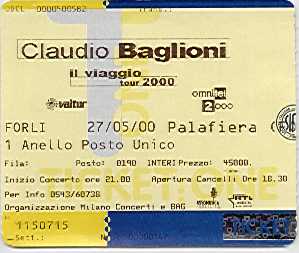 0000500582
Claudio Baglioni
il viaggio
tour 2000
valtur
omnitel
2000
FORLI 27/05/00 Palafiera
1 Anello Posto Unico
Fila: Posto: 0190 INTERI Prezzo: 45000.
Inizio Concerto ore 21.00 Apertura Cancelli Ore 18.30
Per Info 0543/60738
Organizzazione Milano Concerti e BAG
1150715
Sett.: